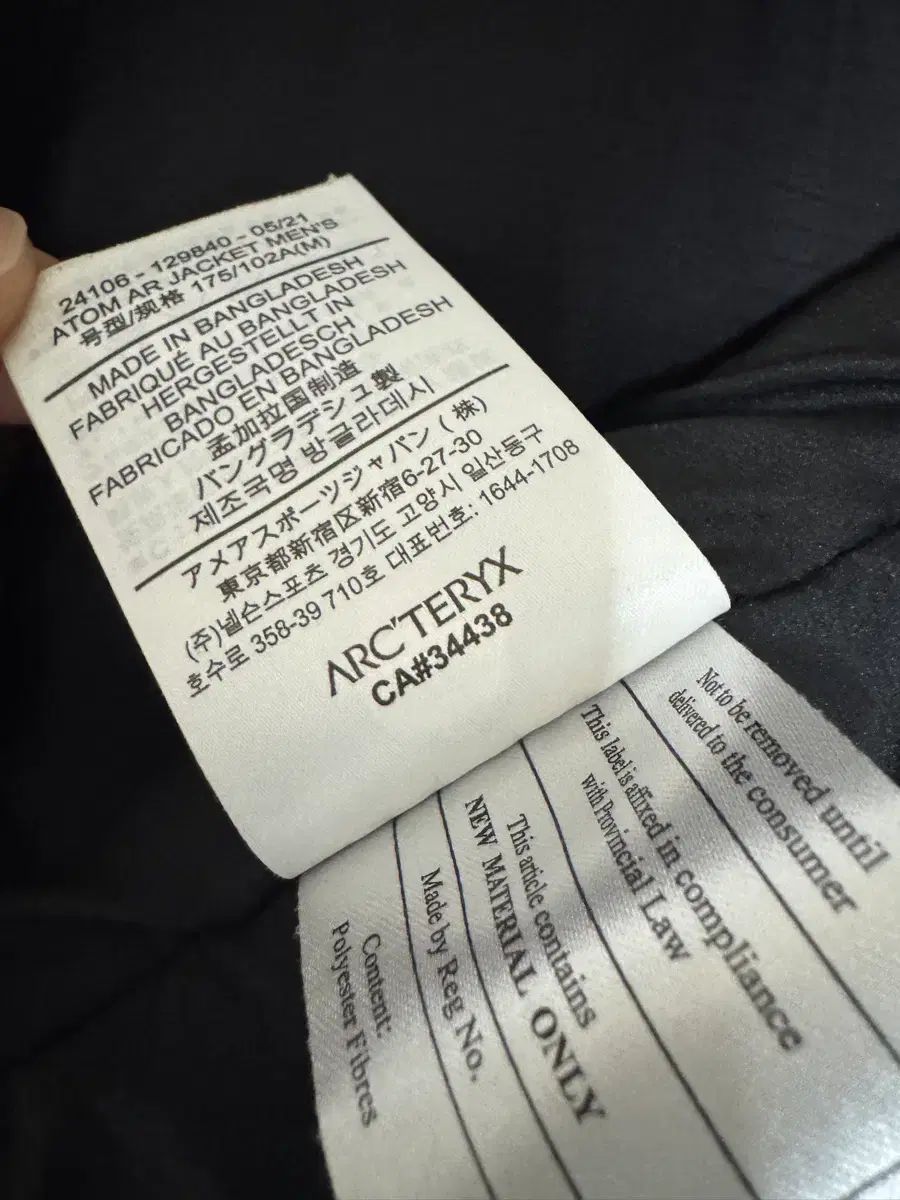 24106 - 129840 - 05/21
ATOM AR JACKET MEN'S
号型/规格 175/102A(M)
MADE IN BANGLADESH
FABRIQUÉ AU BANGLADESH
HERGESTELLT IN
BANGLADESCH
FABRICADO EN BANGLADESH
孟加拉国制造
バングラデシュ製
제조국명 방글라데시
アメアスポーツジャパン (株)
東京都新宿区新宿6-27-30
(주)넬슨스포츠 경기도 고양시 일산동구
호수로 358-39 710호 대표번호: 1644-1708
ARC'TERYX
CA#34438
Not to be removed until
delivered to the consumer
This label is affixed in compliance
with Provincial Law
This article contains
NEW MATERIAL ONLY
Made by Reg No.
Content:
Polyester Fibres